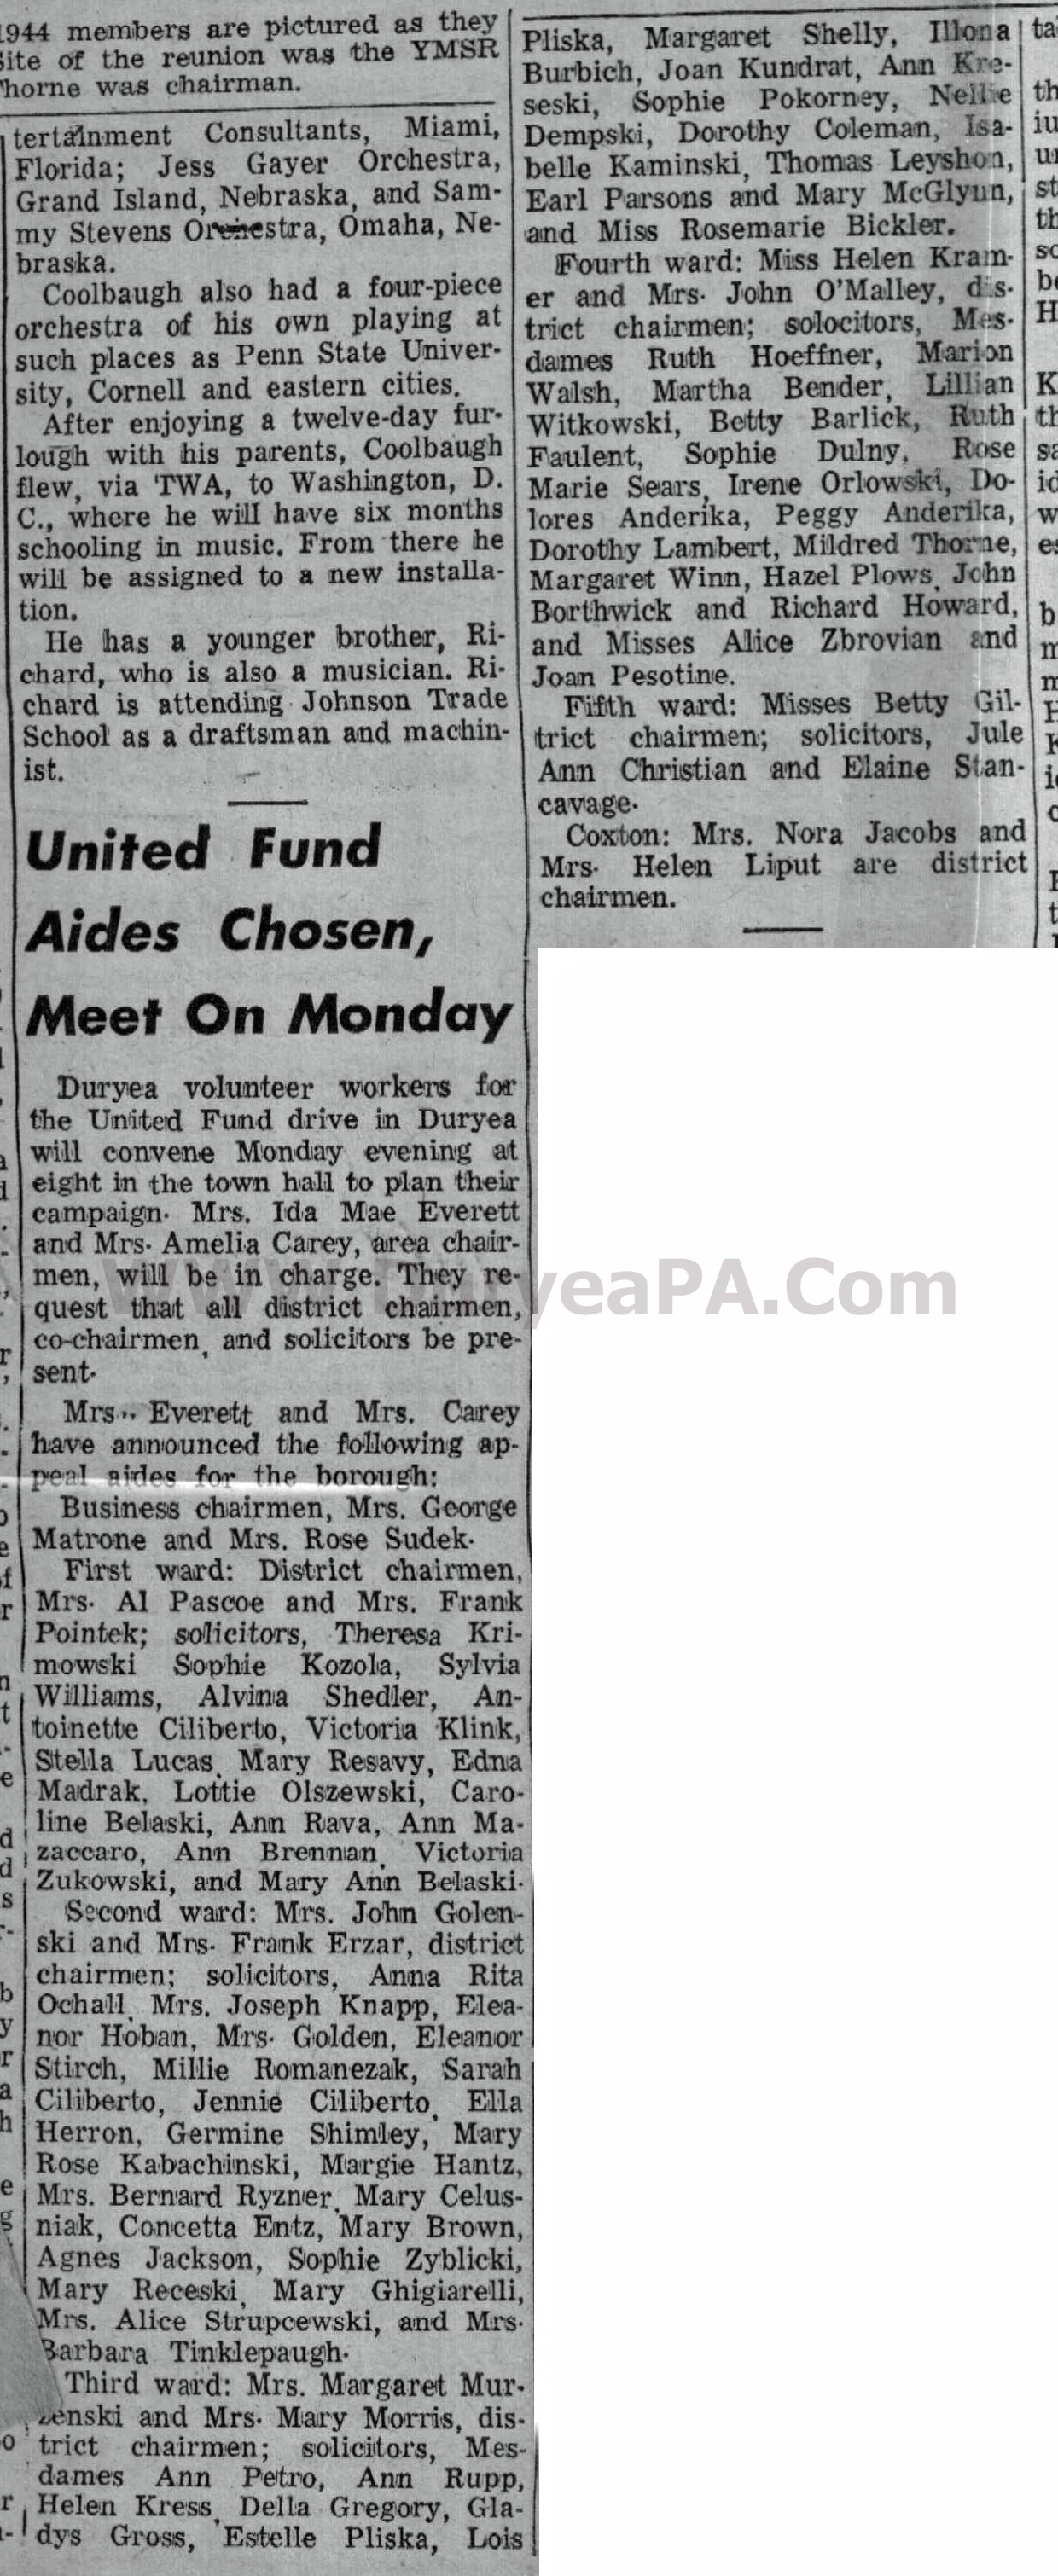 1944 members are pictured as they
site of the reunion was the YMSR
horne was chairman.
tertainment Consultants, Miami,
Florida; Jess Gayer Orchestra,
Grand Island, Nebraska, and Sam-
my Stevens Orchestra, Omaha, Ne-
braska.
Coolbaugh also had a four-piece
orchestra of his own playing at
such places as Penn State Univer-
sity, Cornell and eastern cities.
After enjoying a twelve-day fur-
lough with his parents, Coolbaugh
flew, via TWA, to Washington, D.
C., where he will have six months
schooling in music. From there he
will be assigned to a new installa-
tion.
He has a younger brother, Ri-
chard, who is also a musician. Ri-
chard is attending Johnson Trade
School as a draftsman and machin-
ist.
United Fund
Aides Chosen,
Meet On Monday
Duryea volunteer workers for
the United Fund drive in Duryea
will convene Monday evening at
eight in the town hall to plan their
campaign. Mrs. Ida Mae Everett
and Mrs. Amelia Carey, area chair-
men, will be in charge. They re-
quest that all district chairmen,
co-chairmen, and solicitors be pre-
sent.
Mrs. Everett and Mrs. Carey
have announced the following ap-
peal aides for the borough:
Business chairmen, Mrs. George
Matrone and Mrs. Rose Sudek.
First ward: District chairmen,
Mrs. Al Pascoe and Mrs. Frank
Pointek; solicitors, Theresa Kri-
mowski Sophie Kozola, Sylvia
Williams, Alvina Shedler, An-
toinette Ciliberto, Victoria Klink,
Stella Lucas, Mary Resavy, Edna
Madrak, Lottie Olszewski, Caro-
line Belaski, Ann Rava, Ann Ma-
zaccaro, Ann Brennan, Victoria
Zukowski, and Mary Ann Belaski.
Second ward: Mrs. John Golen-
ski and Mrs. Frank Erzar, district
chairmen; solicitors, Anna Rita
Ochall, Mrs. Joseph Knapp, Elea-
nor Hoban, Mrs. Golden, Eleanor
Stirch, Millie Romanezak, Sarah
Ciliberto, Jennie Ciliberto, Ella
Herron, Germine Shimley, Mary
Rose Kabachinski, Margie Hantz,
Mrs. Bernard Ryzner, Mary Celus-
niak, Concetta Entz, Mary Brown,
Agnes Jackson, Sophie Zyblicki,
Mary Receski, Mary Ghigiarelli,
Mrs. Alice Strupcewski, and Mrs.
Barbara Tinklepaugh.
Third ward: Mrs. Margaret Mur-
zenski and Mrs. Mary Morris, dis-
trict chairmen; solicitors, Mes-
dames Ann Petro, Ann Rupp,
Helen Kress, Della Gregory, Gla-
dys Gross, Estelle Pliska, Lois
Pliska, Margaret Shelly, Illona
Burbich, Joan Kundrat, Ann Kre-
seski, Sophie Pokorney, Nellie
Dempski, Dorothy Coleman, Isa-
belle Kaminski, Thomas Leyshon,
Earl Parsons and Mary McGlynn,
and Miss Rosemarie Bickler.
Fourth ward: Miss Helen Kram-
er and Mrs. John O'Malley, dis-
trict chairmen; solocitors, Mes-
dames Ruth Hoeffner, Marion
Walsh, Martha Bender, Lillian
Witkowski, Betty Barlick, Ruth
Faulent, Sophie Dulny, Rose
Marie Sears, Irene Orlowski, Do-
lores Anderika, Peggy Anderika,
Dorothy Lambert, Mildred Thorne,
Margaret Winn, Hazel Plows, John
Borthwick and Richard Howard,
and Misses Alice Zbrovian and
Joan Pesotine.
Fifth ward: Misses Betty Gil-
trict chairmen; solicitors, Jule
Ann Christian and Elaine Stan-
cavage.
Coxton: Mrs. Nora Jacobs and
Mrs. Helen Liput are district
chairmen.
www.DuryeaPA.Com